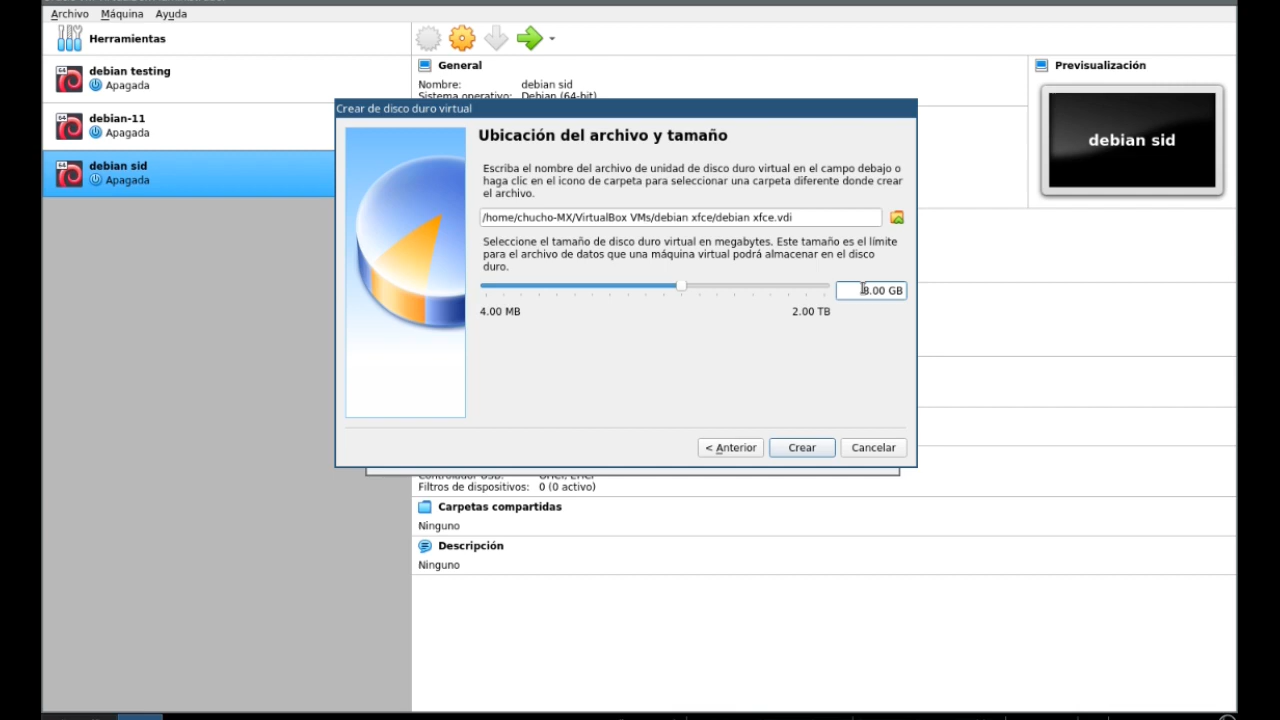 Archivo Máquina Ayuda
Herramientas
debian testing
Apagada
debian-11
Apagada
debian sid
Apagada
General
Nombre: debian sid
Sistema operativo: Debian (64-bit)
Previsualización
debian sid
Crear de disco duro virtual
Ubicación del archivo y tamaño
Escriba el nombre del archivo de unidad de disco duro virtual en el campo debajo o
haga clic en el icono de carpeta para seleccionar una carpeta diferente donde crear
el archivo.
/home/chucho-MX/VirtualBox VMs/debian xfce/debian xfce.vdi
Seleccione el tamaño de disco duro virtual en megabytes. Este tamaño es el límite
para el archivo de datos que una máquina virtual podrá almacenar en el disco
duro.
8.00 GB
4.00 MB 2.00 TB
< Anterior Crear Cancelar
Filtros de dispositivos: 0 (0 activo)
Carpetas compartidas
Ninguno
Descripción
Ninguno